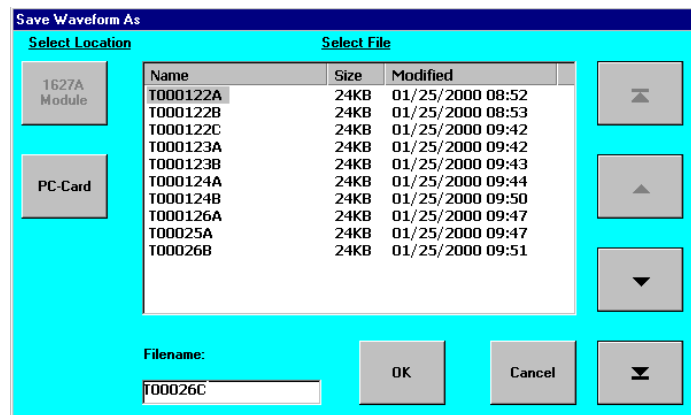 Save Waveform As
Select Location
Select File
1627A
Module
PC-Card
Name Size Modified
T000122A 24KB 01/25/2000 08:52
T000122B 24KB 01/25/2000 08:53
T000122C 24KB 01/25/2000 09:42
T000123A 24KB 01/25/2000 09:42
T000123B 24KB 01/25/2000 09:43
T000124A 24KB 01/25/2000 09:44
T000124B 24KB 01/25/2000 09:50
T000126A 24KB 01/25/2000 09:47
T00025A 24KB 01/25/2000 09:47
T00026B 24KB 01/25/2000 09:51
Filename:
T00026C
OK
Cancel